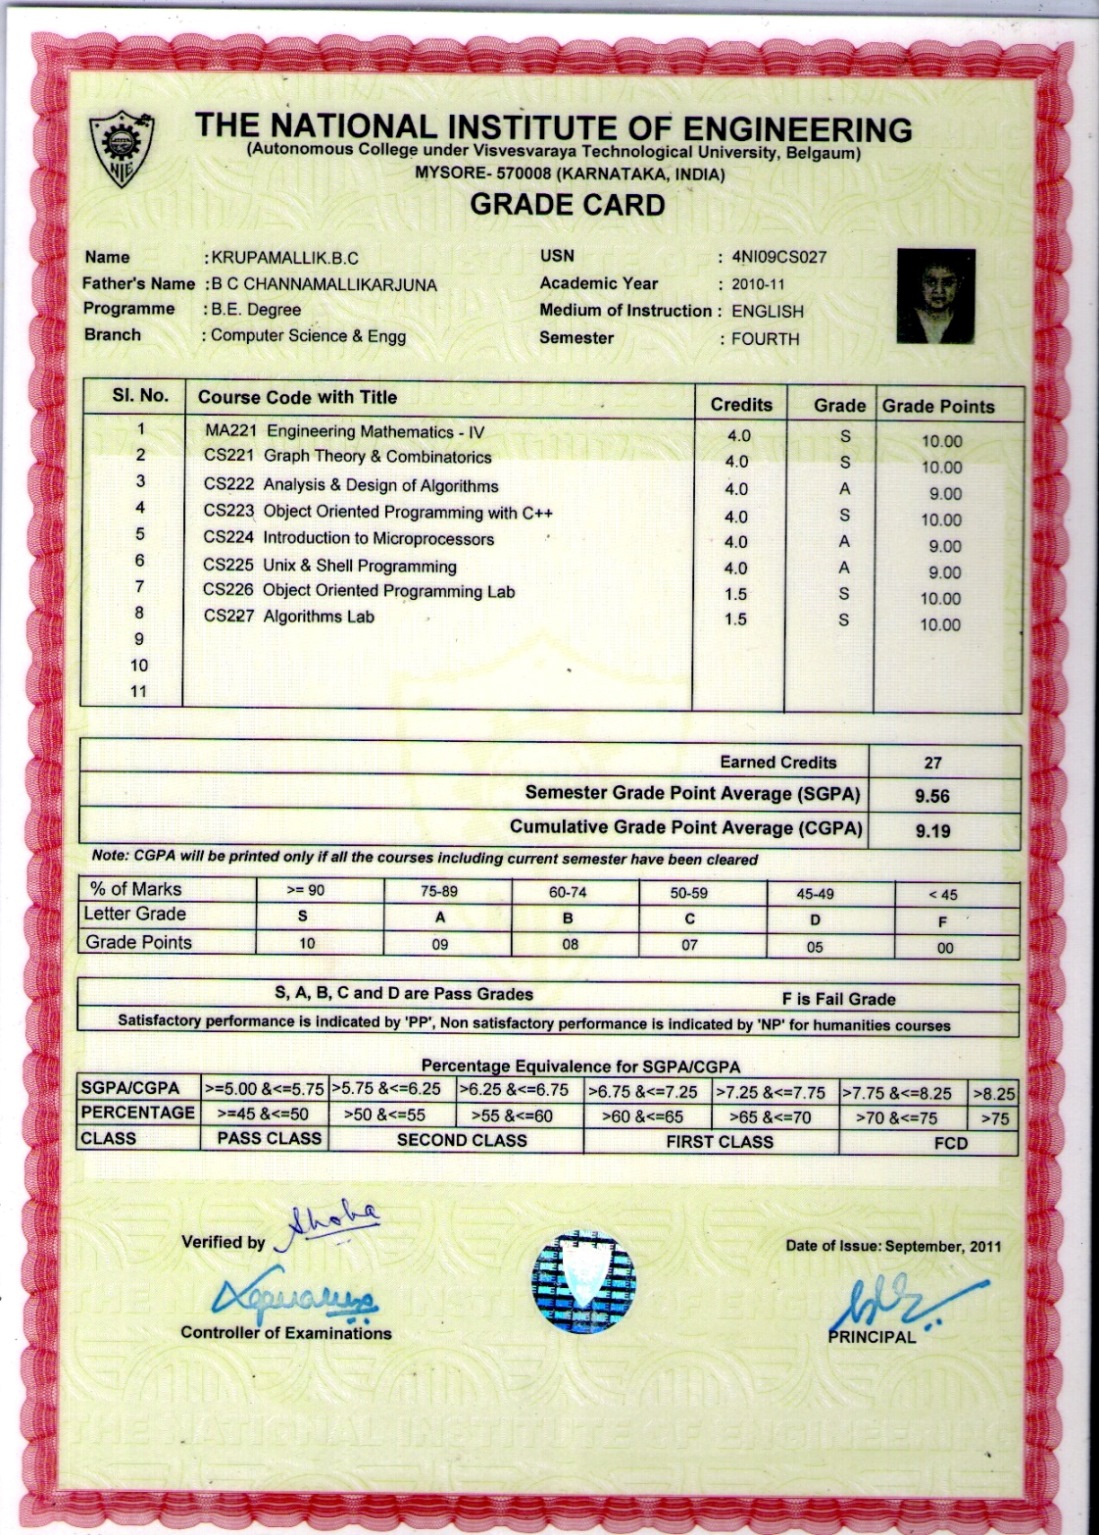 NIE
THE NATIONAL INSTITUTE OF ENGINEERING
(Autonomous College under Visvesvaraya Technological University, Belgaum)
MYSORE- 570008 (KARNATAKA, INDIA)
GRADE CARD
Name : KRUPAMALLIK.B.C USN : 4NI09CS027
Father's Name : B C CHANNAMALLIKARJUNA Academic Year : 2010-11
Programme : B.E. Degree Medium of Instruction : ENGLISH
Branch : Computer Science & Engg Semester : FOURTH
Sl. No. Course Code with Title Credits Grade Grade Points
1 MA221 Engineering Mathematics - IV 4.0 S 10.00
2 CS221 Graph Theory & Combinatorics 4.0 S 10.00
3 CS222 Analysis & Design of Algorithms 4.0 A 9.00
4 CS223 Object Oriented Programming with C++ 4.0 S 10.00
5 CS224 Introduction to Microprocessors 4.0 A 9.00
6 CS225 Unix & Shell Programming 4.0 A 9.00
7 CS226 Object Oriented Programming Lab 1.5 S 10.00
8 CS227 Algorithms Lab 1.5 S 10.00
9
10
11
Earned Credits 27
Semester Grade Point Average (SGPA) 9.56
Cumulative Grade Point Average (CGPA) 9.19
Note: CGPA will be printed only if all the courses including current semester have been cleared
% of Marks >= 90 75-89 60-74 50-59 45-49 < 45
Letter Grade S A B C D F
Grade Points 10 09 08 07 05 00
S, A, B, C and D are Pass Grades F is Fail Grade
Satisfactory performance is indicated by 'PP', Non satisfactory performance is indicated by 'NP' for humanities courses
Percentage Equivalence for SGPA/CGPA
SGPA/CGPA >=5.00 &<=5.75 >5.75 &<=6.25 >6.25 &<=6.75 >6.75 &<=7.25 >7.25 &<=7.75 >7.75 &<=8.25 >8.25
PERCENTAGE >=45 &<=50 >50 &<=55 >55 &<=60 >60 &<=65 >65 &<=70 >70 &<=75 >75
CLASS PASS CLASS SECOND CLASS FIRST CLASS FCD
Verified by Shoba Date of Issue: September, 2011
Controller of Examinations PRINCIPAL
THE NATIONAL INSTITUTE OF ENGINEERING